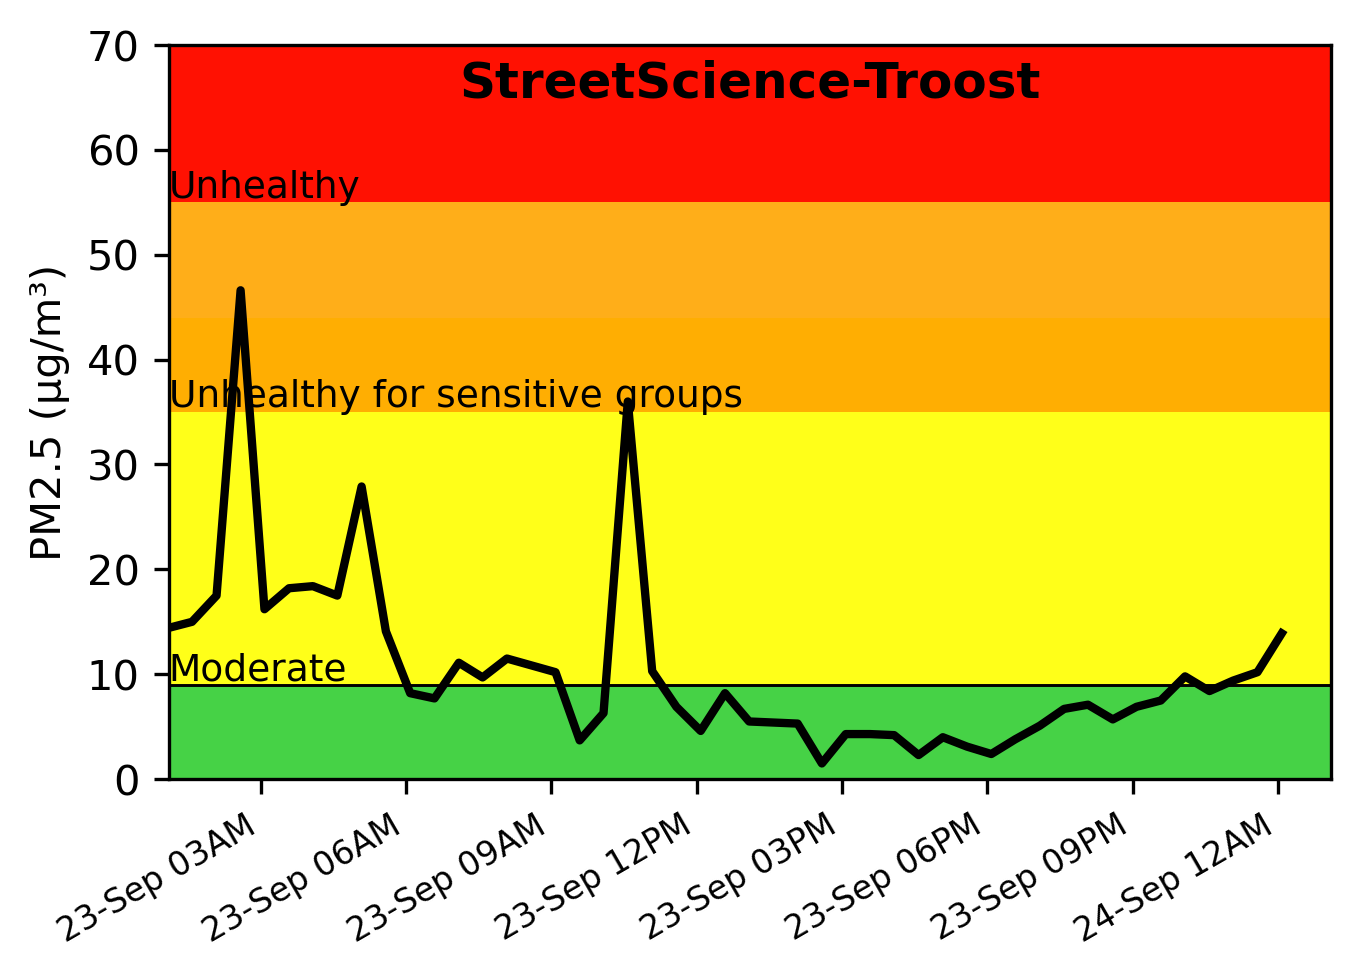 StreetScience-Troost
PM2.5 (µg/m³)
70
60
50
40
30
20
10
0
Unhealthy
Unhealthy for sensitive groups
Moderate
23-Sep 03AM
23-Sep 06AM
23-Sep 09AM
23-Sep 12PM
23-Sep 03PM
23-Sep 06PM
23-Sep 09PM
24-Sep 12AM